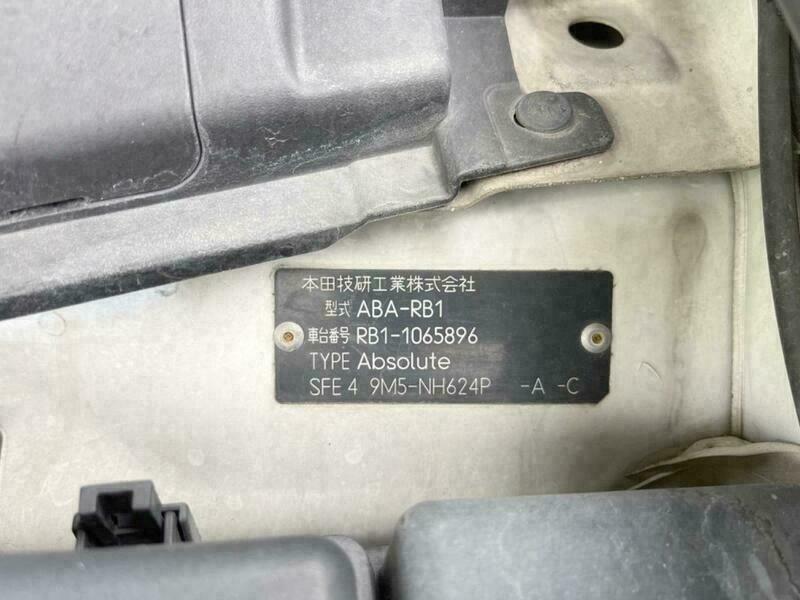 本田技研工業株式会社
型式 ABA-RB1
車台番号 RB1-1065896
TYPE Absolute
SFE 4 9M5-NH624P -A -C